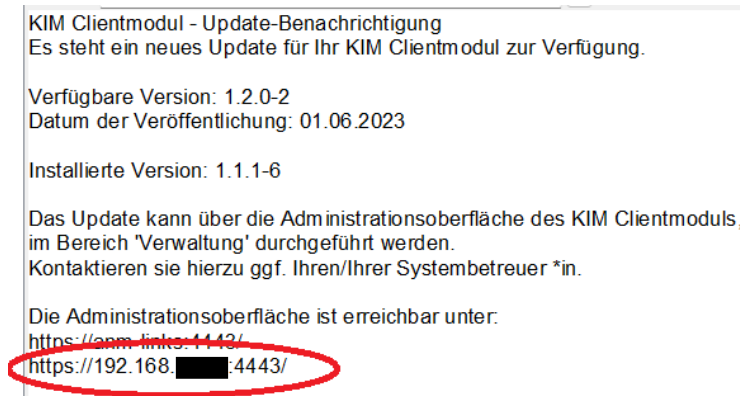 KIM Clientmodul - Update-Benachrichtigung
Es steht ein neues Update für Ihr KIM Clientmodul zur Verfügung.
Verfügbare Version: 1.2.0-2
Datum der Veröffentlichung: 01.06.2023
Installierte Version: 1.1.1-6
Das Update kann über die Administrationsoberfläche des KIM Clientmoduls,
im Bereich 'Verwaltung' durchgeführt werden.
Kontaktieren sie hierzu ggf. Ihren/Ihrer Systembetreuer *in.
Die Administrationsoberfläche ist erreichbar unter:
https://anm-links:4443/
https://192.168. :4443/